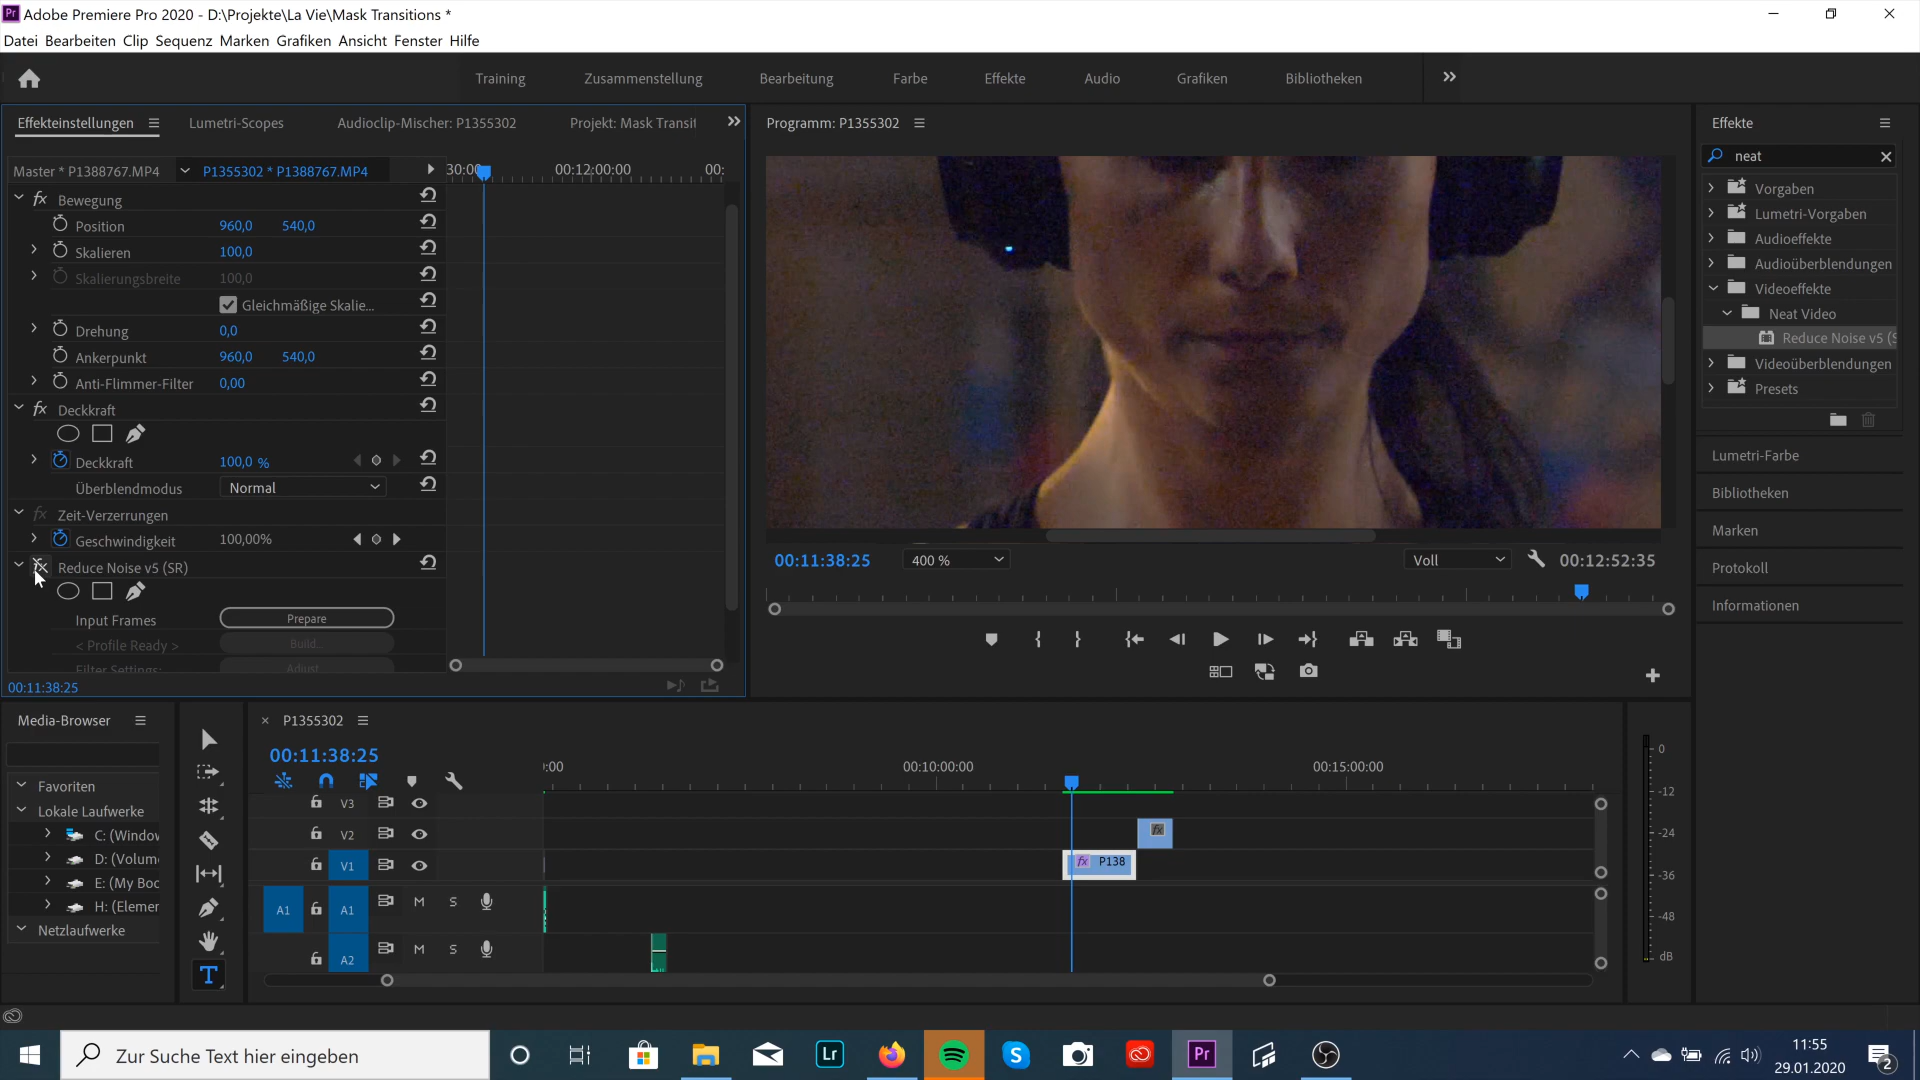 Adobe Premiere Pro 2020 - D:\Projekte\La Vie\Mask Transitions *
Datei Bearbeiten Clip Sequenz Marken Grafiken Ansicht Fenster Hilfe
Training Zusammenstellung Bearbeitung Farbe Effekte Audio Grafiken Bibliotheken
Effekteinstellungen Lumetri-Scopes Audioclip-Mischer: P1355302 Projekt: Mask Transit
Programm: P1355302
Effekte
neat
Master * P1388767.MP4 P1355302 * P1388767.MP4
30:00 00:12:00:00 00:
fx Bewegung
Position 960,0 540,0
Skalieren 100,0
Skalierungsbreite 100,0
Gleichmäßige Skalie...
Drehung 0,0
Ankerpunkt 960,0 540,0
Anti-Flimmer-Filter 0,00
fx Deckkraft
Deckkraft 100,0 %
Überblendmodus Normal
fx Zeit-Verzerrungen
Geschwindigkeit 100,00%
fx Reduce Noise v5 (SR)
Input Frames Prepare
< Profile Ready > Build...
Filter Settings: Adjust
00:11:38:25
00:11:38:25 400 % Voll 00:12:52:35
Vorgaben
Lumetri-Vorgaben
Audioeffekte
Audioüberblendungen
Videoeffekte
Neat Video
Reduce Noise v5 (S
Videoüberblendungen
Presets
Lumetri-Farbe
Bibliotheken
Marken
Protokoll
Informationen
Media-Browser
Favoriten
Lokale Laufwerke
C: (Window
D: (Volum
E: (My Boo
H: (Elemen
Netzlaufwerke
T
P1355302
00:11:38:25
:00 00:10:00:00 00:15:00:00
V3
V2 fx
V1 fx P138
A1 A1 M S
A2 M S
0
-12
-24
-36
-48
dB
Zur Suche Text hier eingeben
Lr
S
Pr
11:55
29.01.2020
2